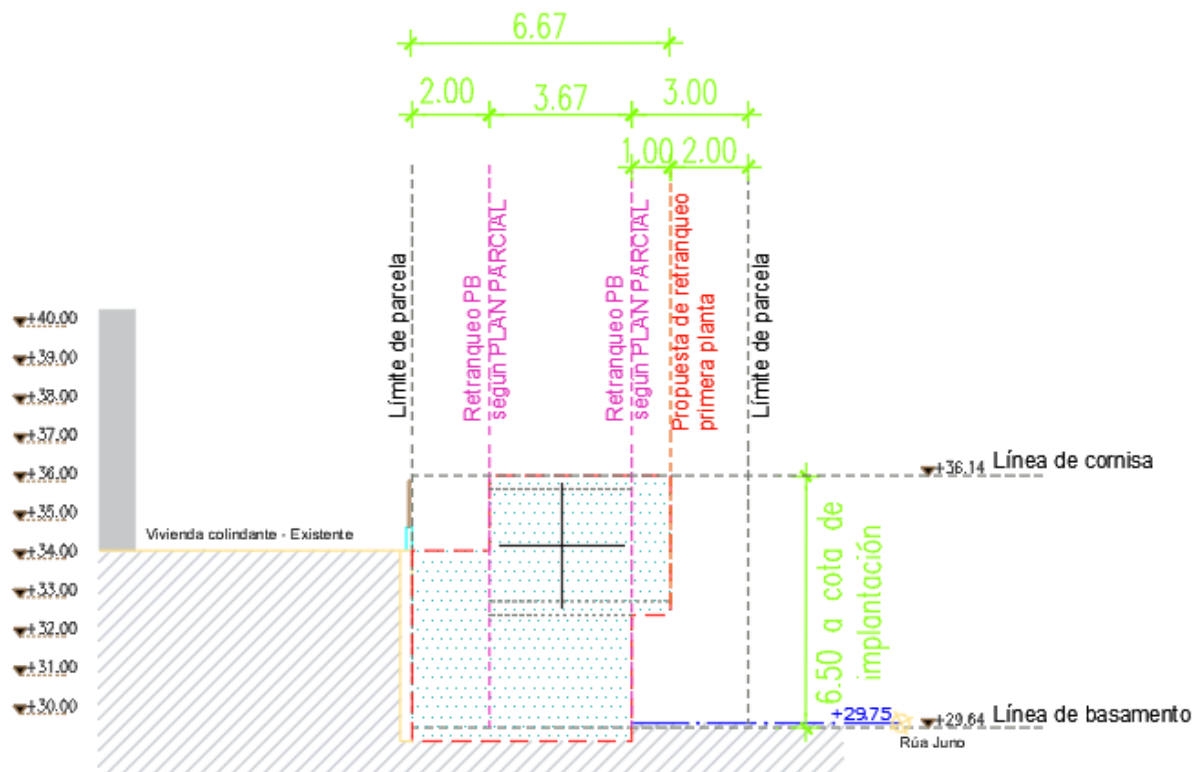 6.67
2.00
3.67
3.00
1.00
2.00
Límite de parcela
Retranqueo PB
según PLAN PARCIAL
Retranqueo PB
según PLAN PARCIAL
Propuesta de retranqueo
primera planta
Límite de parcela
+40.00
+39.00
+38.00
+37.00
+36.00
+35.00
+34.00
+33.00
+32.00
+31.00
+30.00
Vivienda colindante - Existente
+36,14 Línea de cornisa
6.50 a cota de
implantación
+29.75
+29,64 Línea de basamento
Rúa Juno